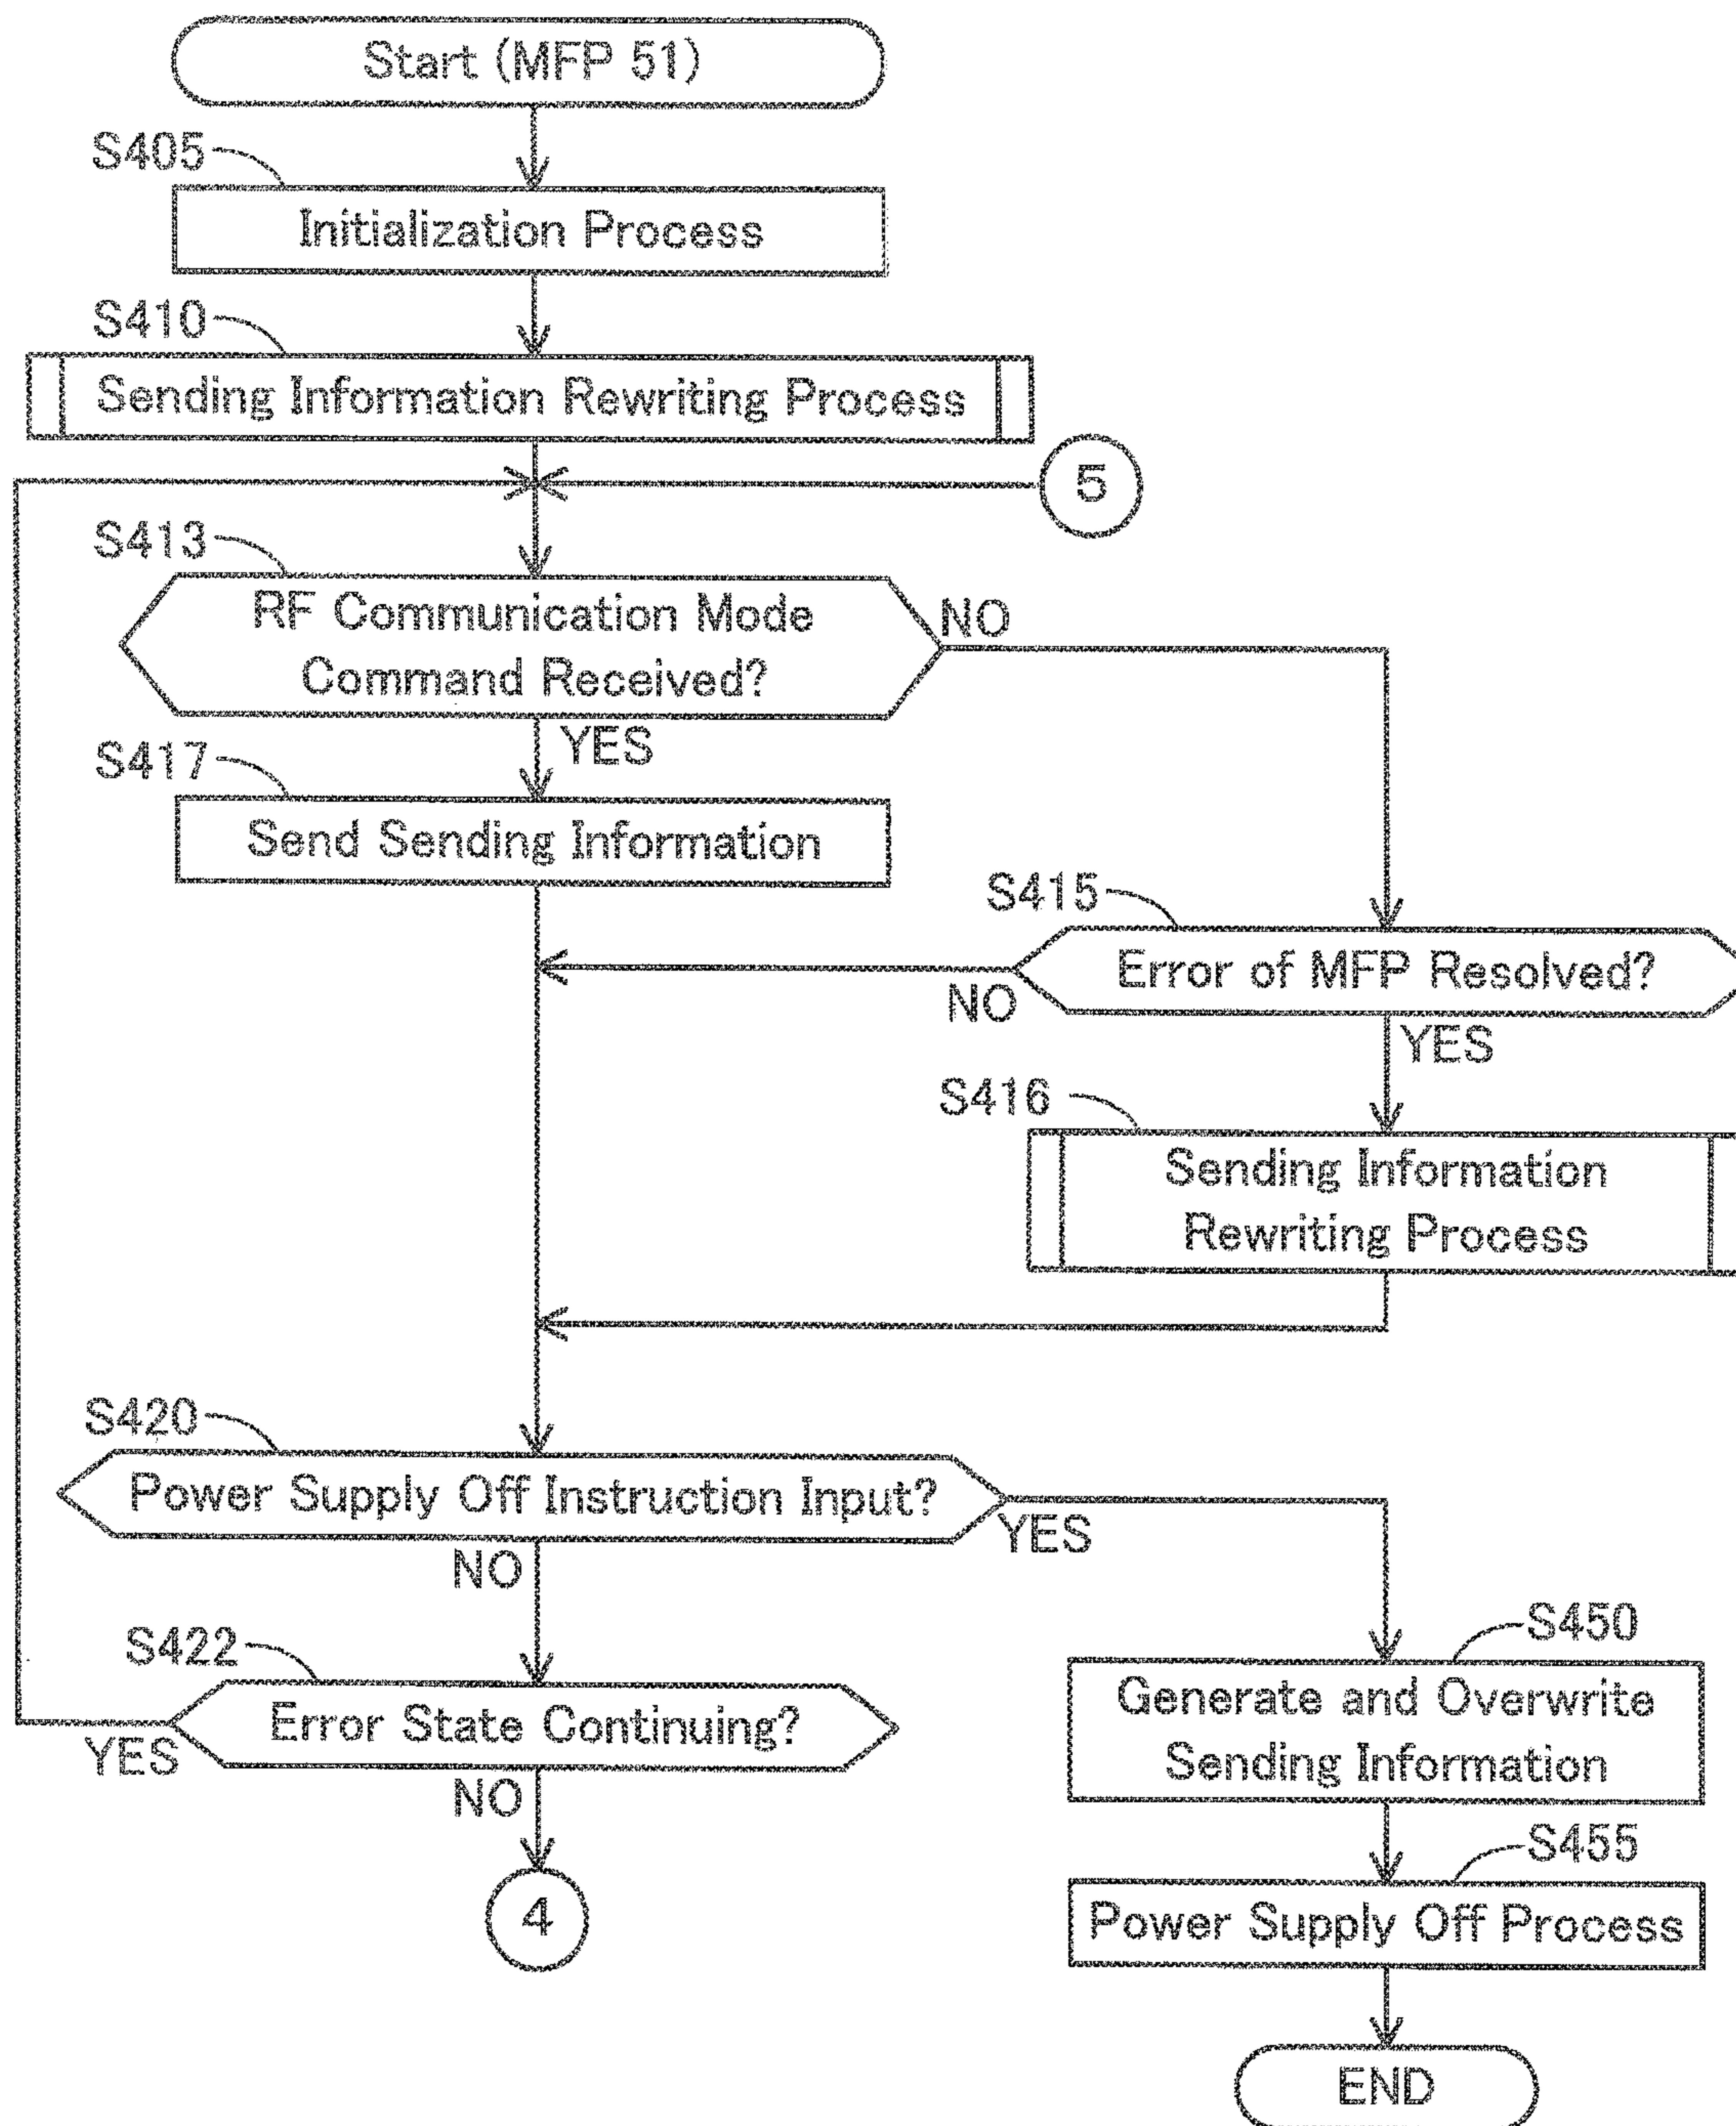 Start (MFP 51)
S405
Initialization Process
S410
Sending Information Rewriting Process
5
S413
RF Communication Mode
Command Received?
NO
YES
S417
Send Sending Information
S415
Error of MFP Resolved?
NO
YES
S416
Sending Information
Rewriting Process
S420
Power Supply Off Instruction Input?
YES
NO
S422
Error State Continuing?
YES
NO
4
S450
Generate and Overwrite
Sending Information
S455
Power Supply Off Process
END